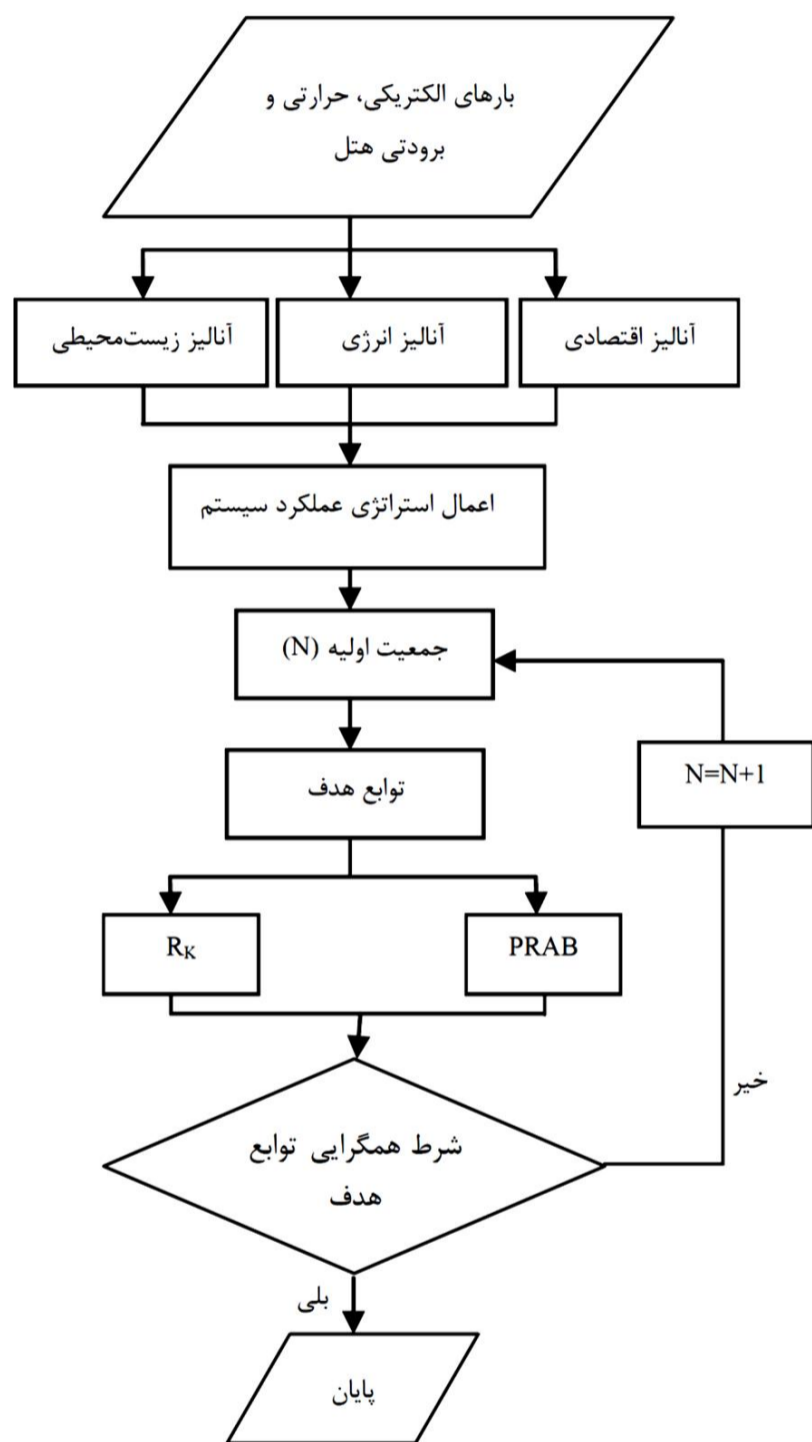 بارهای الکتریکی، حرارتی و
برودتی هتل
آنالیز اقتصادی
آنالیز انرژی
آنالیز زیست‌محیطی
اعمال استراتژی عملکرد سیستم
جمعیت اولیه (N)
توابع هدف
N=N+1
PRAB
R_K
شرط همگرایی توابع
هدف
خیر
بلی
پایان